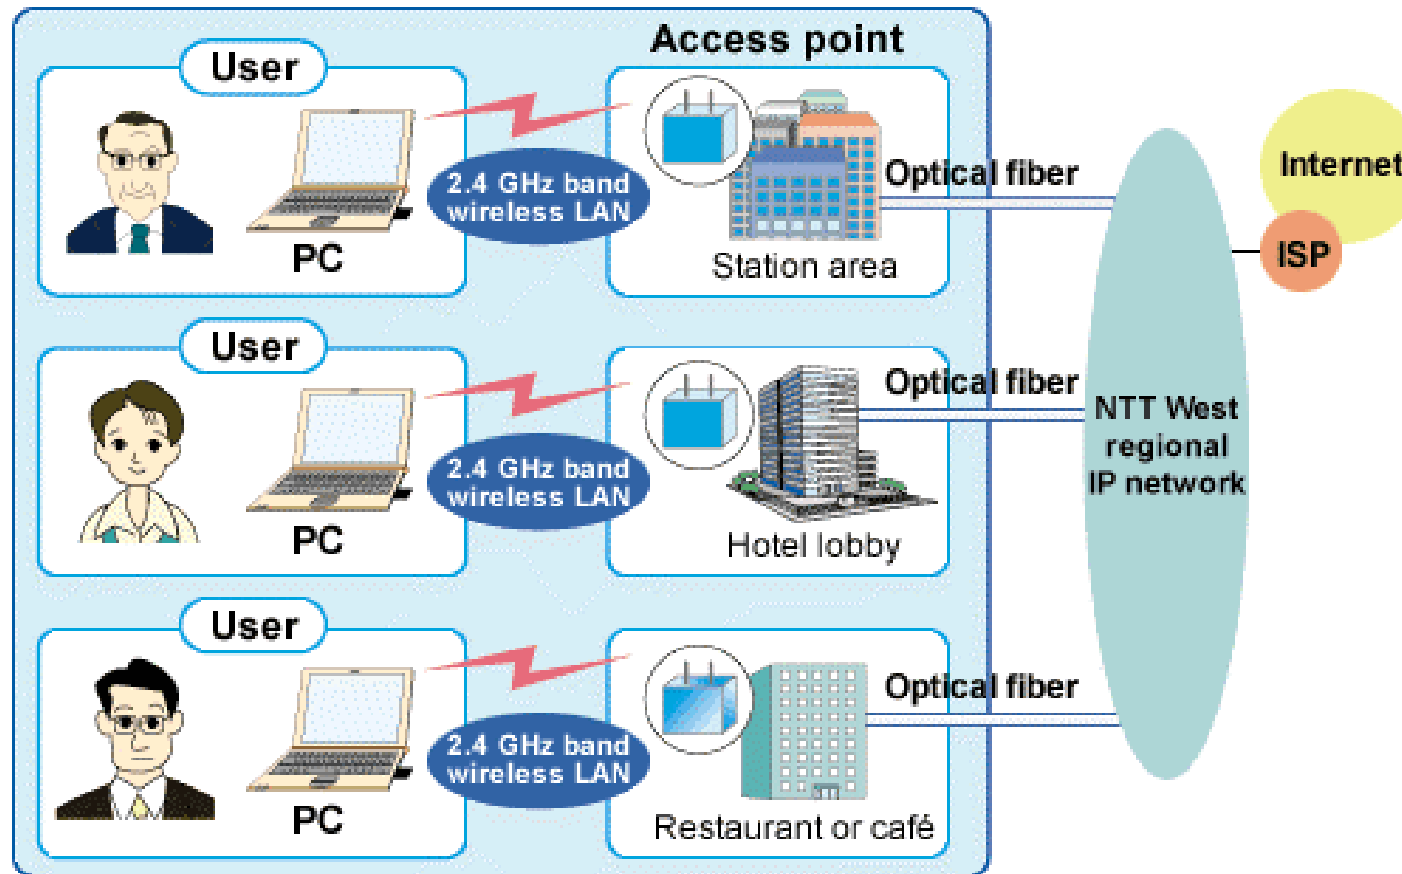 Access point
User
PC
2.4 GHz band
wireless LAN
Station area
Optical fiber
User
PC
2.4 GHz band
wireless LAN
Hotel lobby
Optical fiber
User
PC
2.4 GHz band
wireless LAN
Restaurant or café
Optical fiber
NTT West
regional
IP network
Internet
ISP